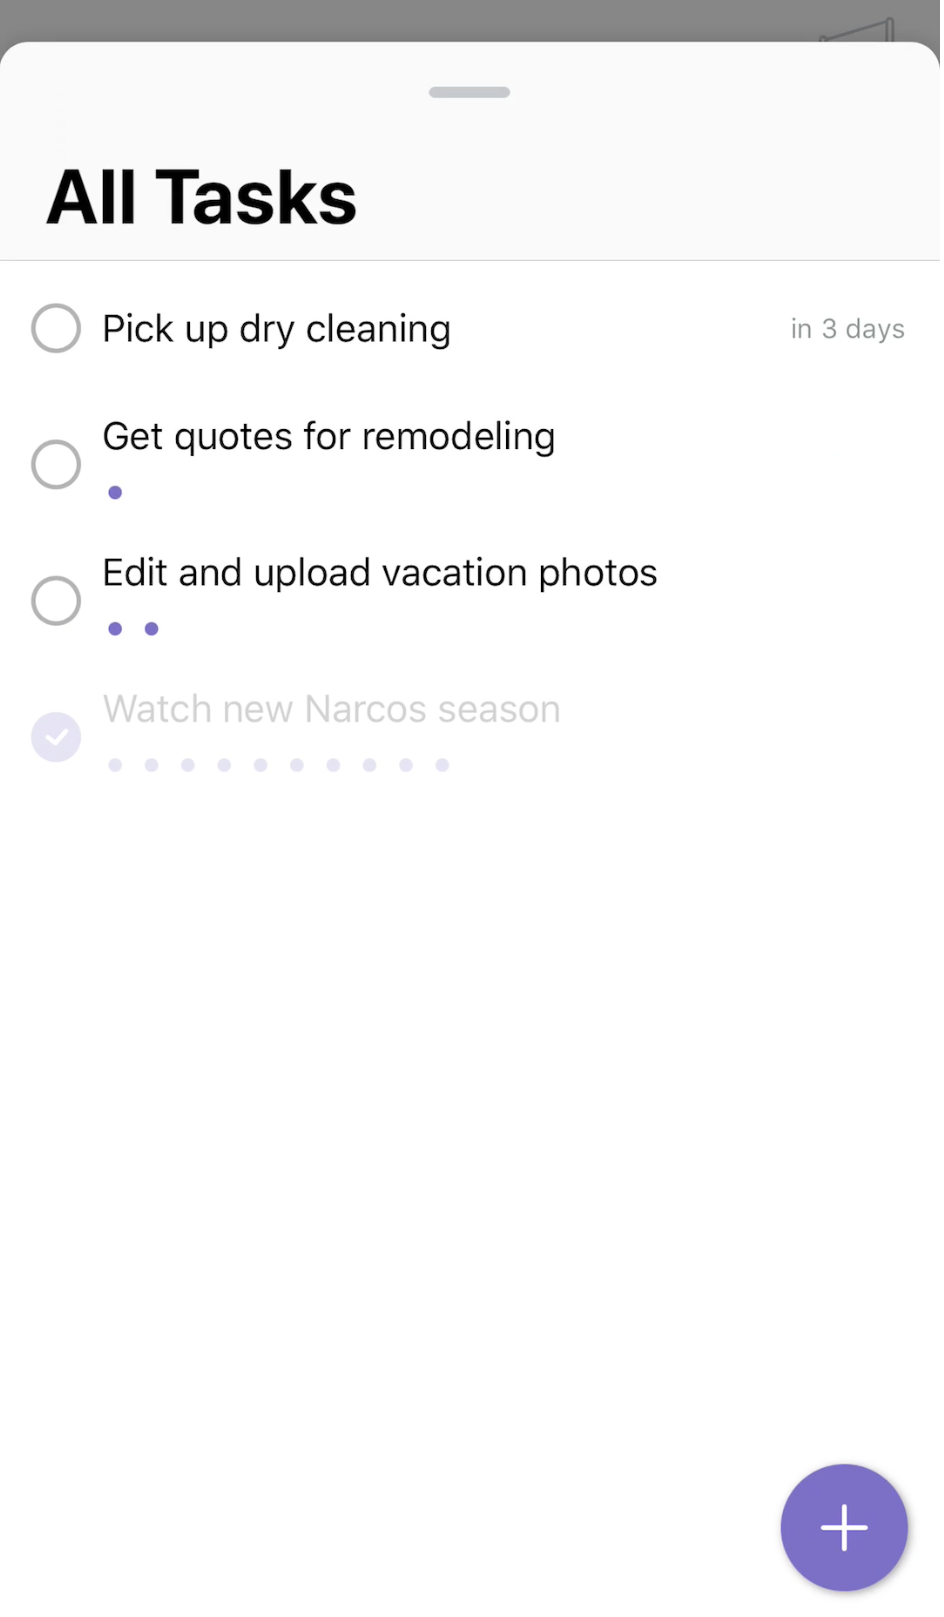 All Tasks
Pick up dry cleaning
in 3 days
Get quotes for remodeling
Edit and upload vacation photos
Watch new Narcos season